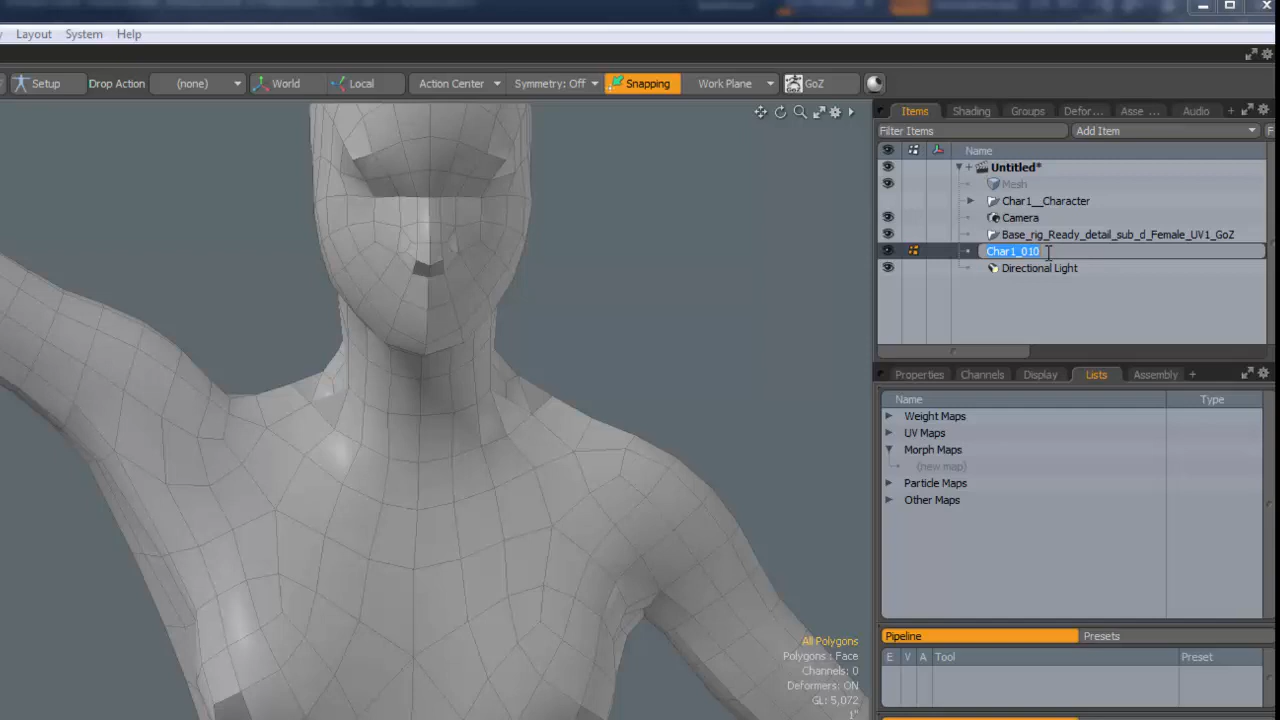 Layout System Help
Setup Drop Action (none) World Local Action Center Symmetry: Off Snapping Work Plane GoZ
Items Shading Groups Defor... Asse ... Audio +
Filter Items Add Item F
Name
Untitled*
Mesh
Char1__Character
Camera
Base_rig_Ready_detail_sub_d_Female_UV1_GoZ
Char1_010
Directional Light
Properties Channels Display Lists Assembly +
Name Type
Weight Maps
UV Maps
Morph Maps
(new map)
Particle Maps
Other Maps
All Polygons
Polygons : Face
Channels: 0
Deformers: ON
GL: 5,072
1"
Pipeline Presets
E V A Tool Preset